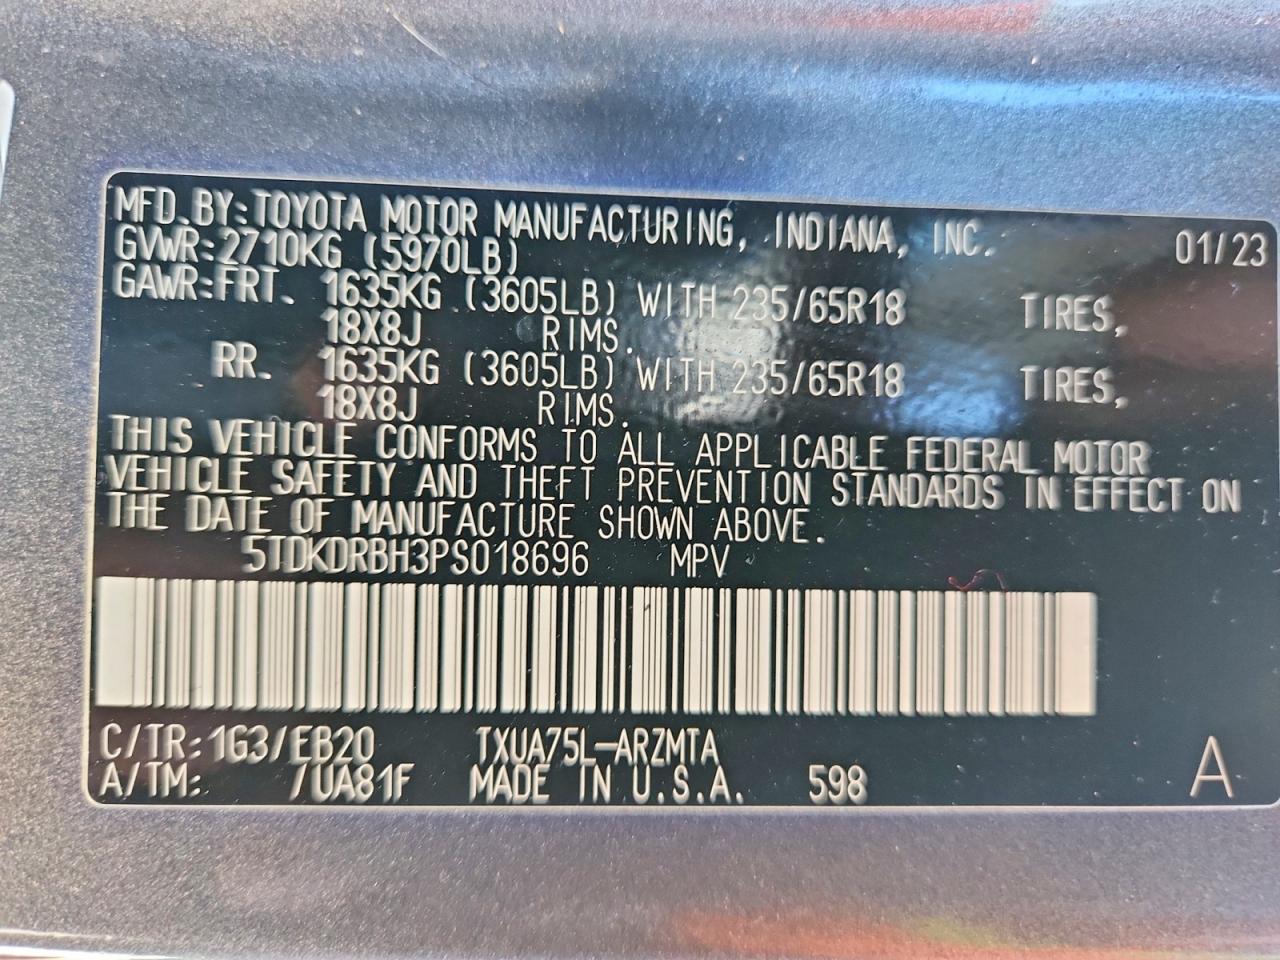 MFD.BY:TOYOTA MOTOR MANUFACTURING, INDIANA, INC. 01/23
GVWR:2710KG (5970LB)
GAWR:FRT. 1635KG (3605LB) WITH 235/65R18 TIRES,
18X8J RIMS.
RR. 1635KG (3605LB) WITH 235/65R18 TIRES,
18X8J RIMS.
THIS VEHICLE CONFORMS TO ALL APPLICABLE FEDERAL MOTOR
VEHICLE SAFETY AND THEFT PREVENTION STANDARDS IN EFFECT ON
THE DATE OF MANUFACTURE SHOWN ABOVE.
5TDKDRBH3PS018696 MPV
C/TR:1G3/EB20 TXUA75L-ARZMTA
A/TM: /UA81F MADE IN U.S.A. 598 A